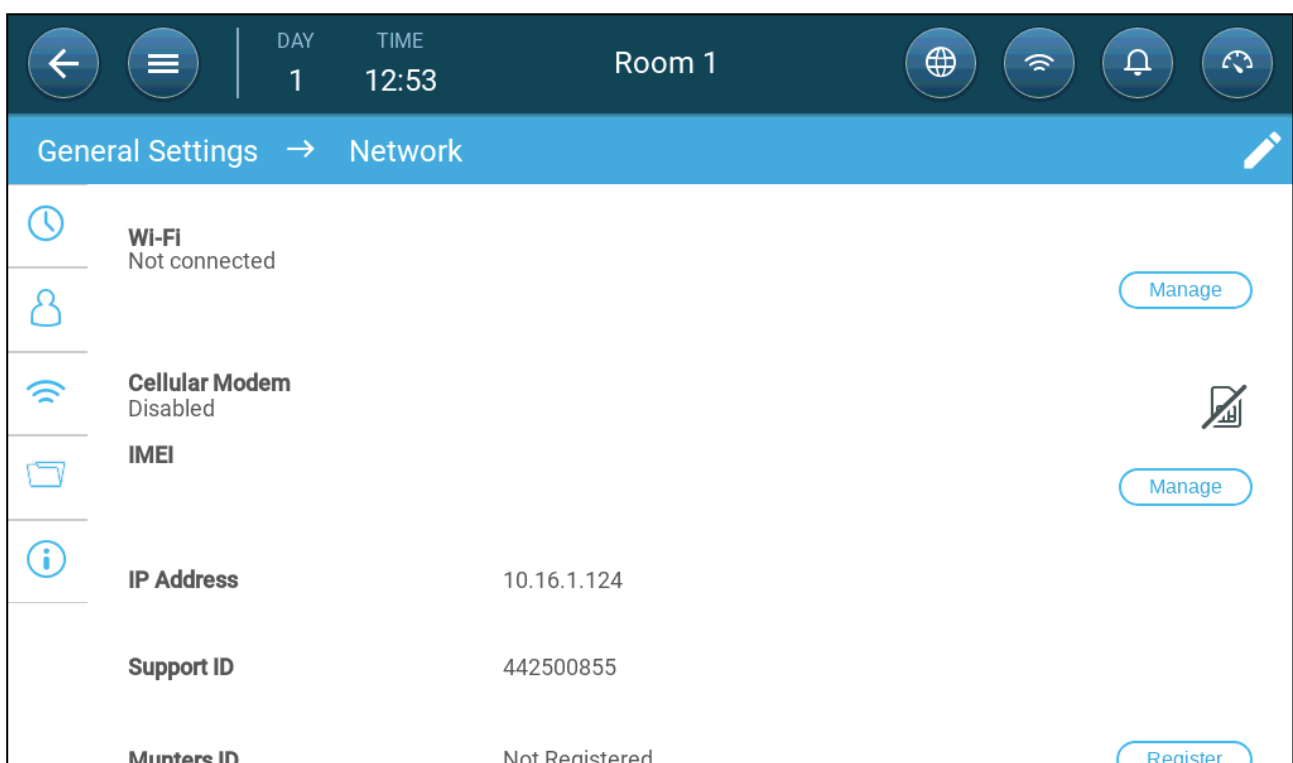 DAY TIME
1 12:53 Room 1
General Settings → Network
Wi-Fi
Not connected
Manage
Cellular Modem
Disabled
IMEI
Manage
IP Address 10.16.1.124
Support ID 442500855
Munters ID Not Registered Register